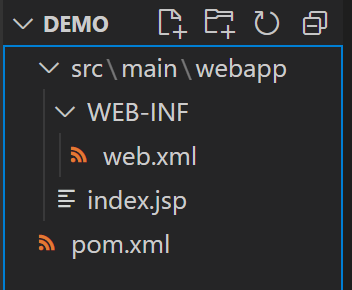 DEMO
src\main\webapp
WEB-INF
web.xml
index.jsp
pom.xml